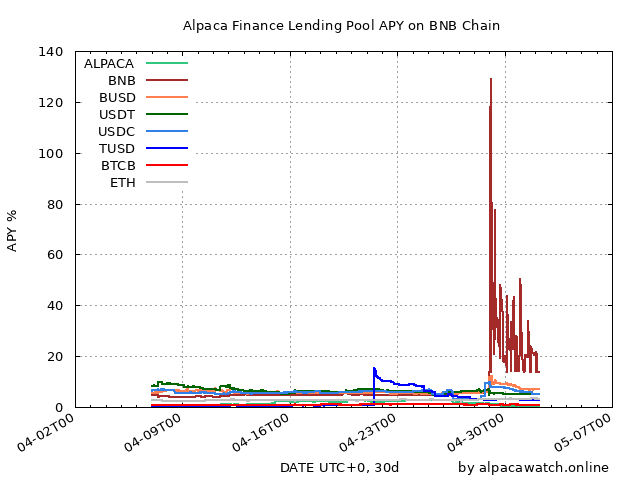 Alpaca Finance Lending Pool APY on BNB Chain
140
120
100
80
60
40
20
0
APY %
ALPACA
BNB
BUSD
USDT
USDC
TUSD
BTCB
ETH
04-02T00
04-09T00
04-16T00
04-23T00
04-30T00
05-07T00
DATE UTC+0, 30d
by alpacawatch.online